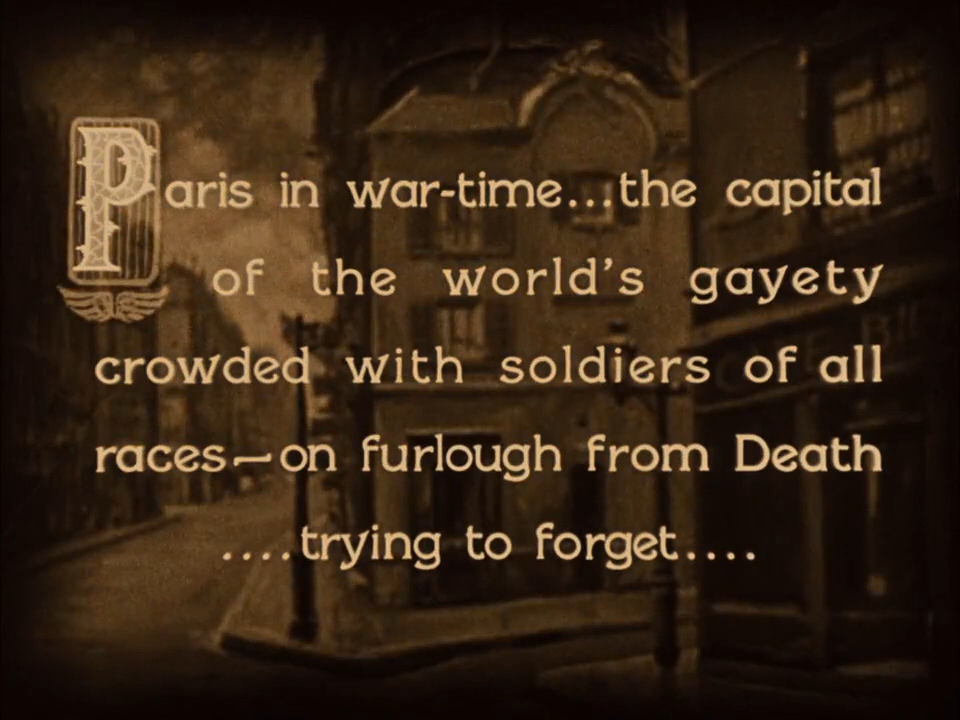 Paris in war-time...the capital
of the world's gayety
crowded with soldiers of all
races—on furlough from Death
....trying to forget....